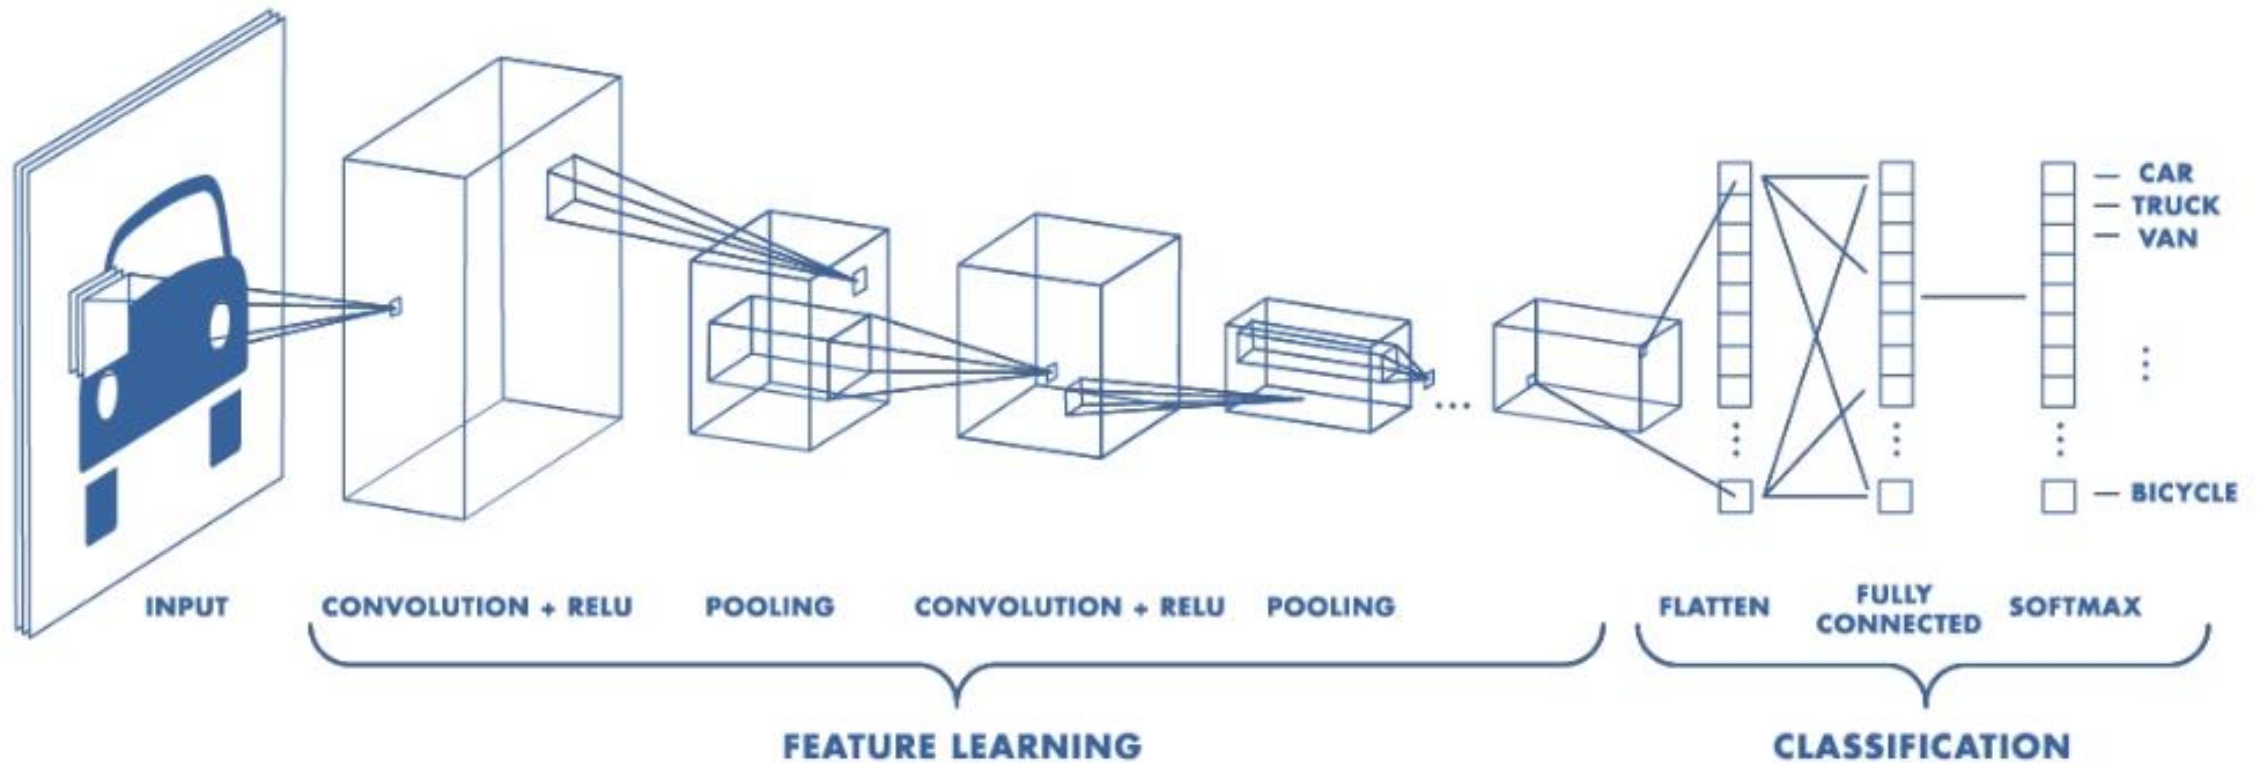 CAR
TRUCK
VAN
BICYCLE
INPUT
CONVOLUTION + RELU
POOLING
CONVOLUTION + RELU
POOLING
FLATTEN
FULLY
CONNECTED
SOFTMAX
FEATURE LEARNING
CLASSIFICATION